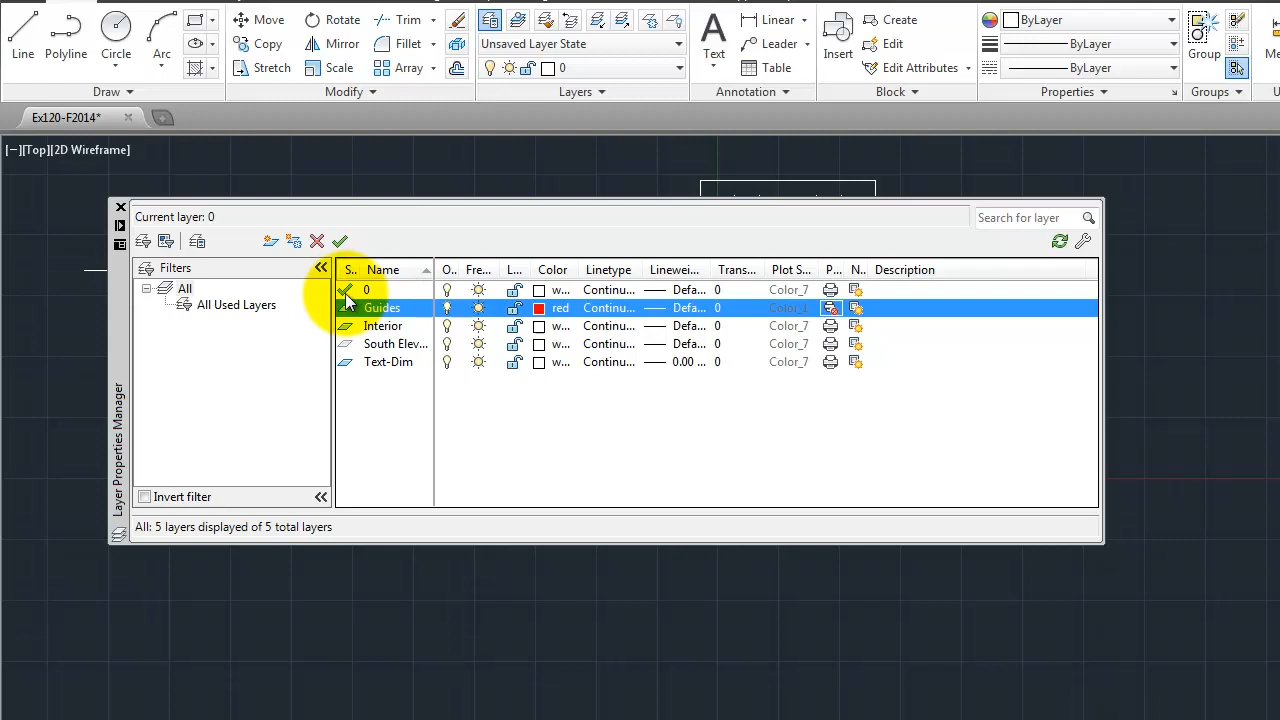 Line
Polyline
Circle
Arc
Draw
Move
Rotate
Trim
Copy
Mirror
Fillet
Stretch
Scale
Array
Modify
Unsaved Layer State
0
Layers
A
Text
Linear
Leader
Table
Annotation
Insert
Create
Edit
Edit Attributes
Block
ByLayer
ByLayer
ByLayer
Properties
Group
Groups
Me
Ex120-F2014*
[−][Top][2D Wireframe]
Current layer: 0
Search for layer
Filters
All
All Used Layers
Invert filter
S.. Name O.. Fre... L... Color Linetype Linewei... Trans... Plot S... P... N.. Description
0 w... Continu... Defa... 0 Color_7
Guides red Continu... Defa... 0 Color_1
Interior w... Continu... Defa... 0 Color_7
South Elev... w... Continu... Defa... 0 Color_7
Text-Dim w... Continu... 0.00 ... 0 Color_7
Layer Properties Manager
All: 5 layers displayed of 5 total layers